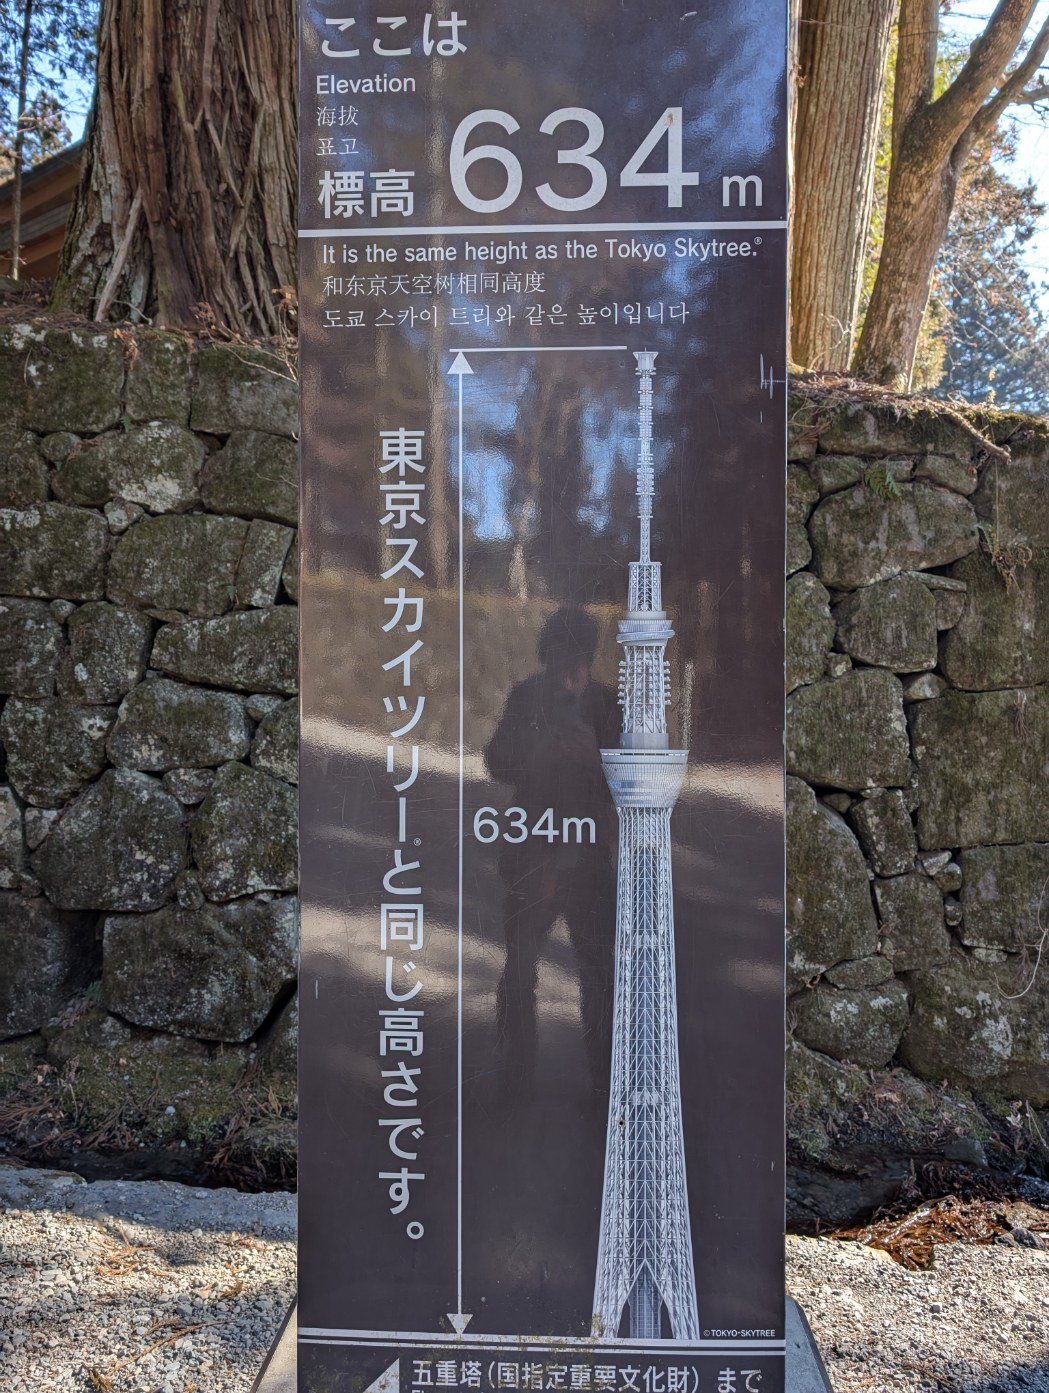 ここは
Elevation
海拔
표고
標高 634 m
It is the same height as the Tokyo Skytree.®
和东京天空树相同高度
도쿄 스카이 트리와 같은 높이입니다
東京スカイツリー®と同じ高さです。
634m
©TOKYO-SKYTREE
五重塔（国指定重要文化財）まで